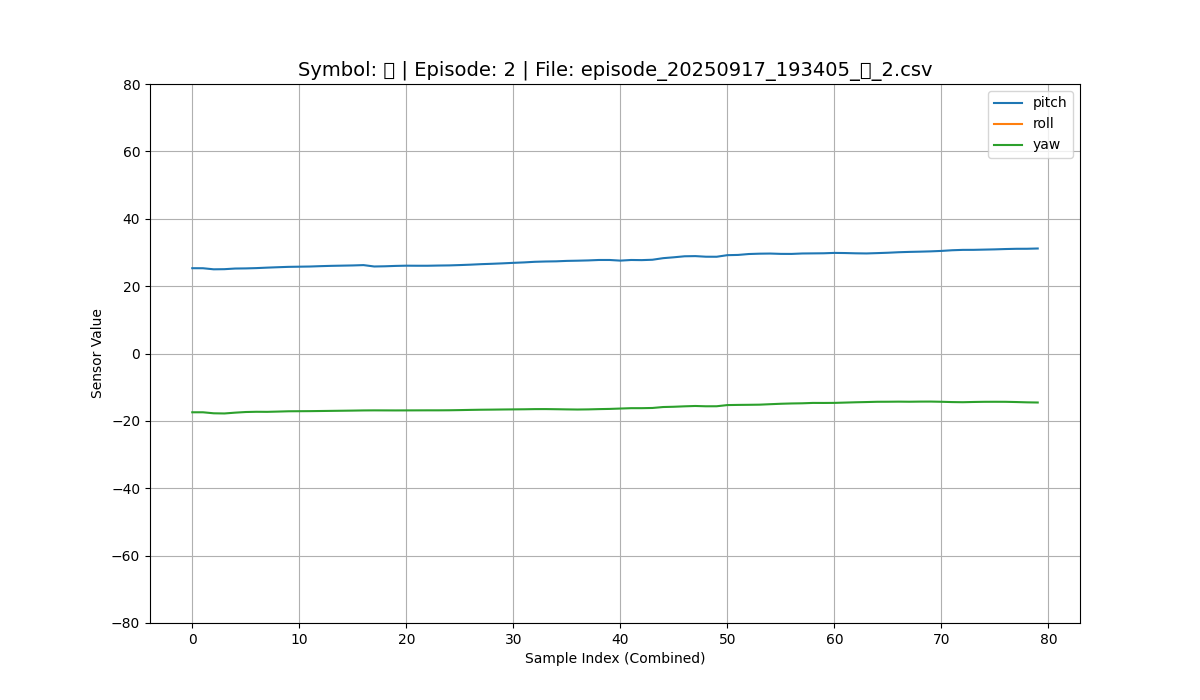 Symbol: | Episode: 2 | File: episode_20250917_193405_ _2.csv
80
60
40
20
0
−20
−40
−60
−80
Sensor Value
pitch
roll
yaw
0 10 20 30 40 50 60 70 80
Sample Index (Combined)